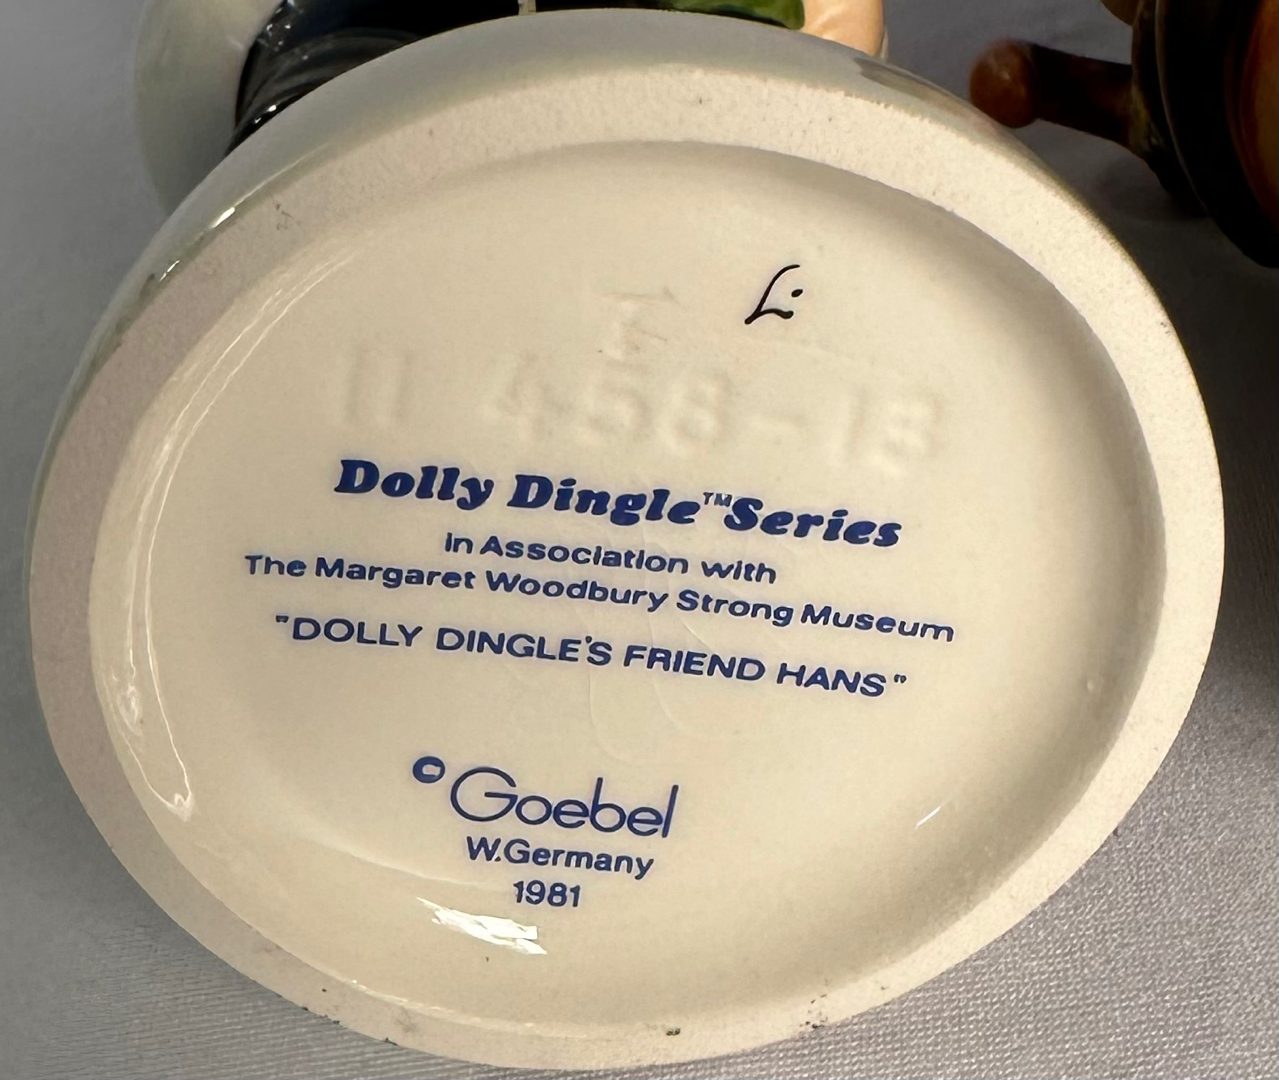 L.
11 458-13
Dolly Dingle™ Series
in Association with
The Margaret Woodbury Strong Museum
"DOLLY DINGLE'S FRIEND HANS"
© Goebel
W.Germany
1981